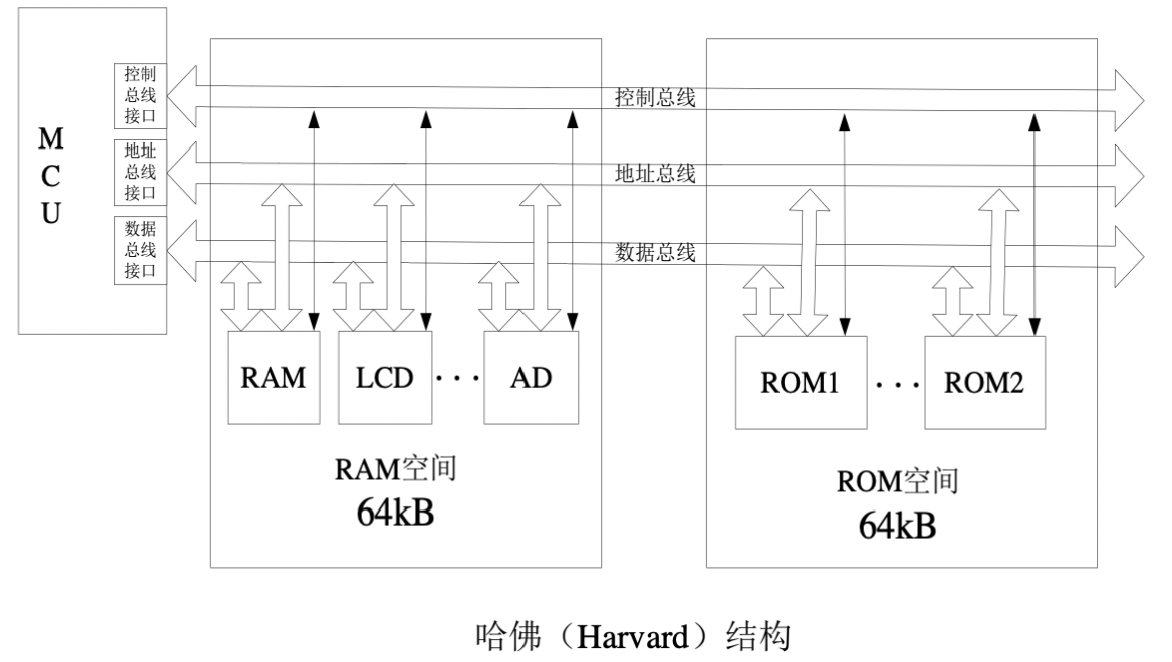 MCU
控制
总线
接口
地址
总线
接口
数据
总线
接口
控制总线
地址总线
数据总线
RAM
LCD
···
AD
RAM空间
64kB
ROM1
···
ROM2
ROM空间
64kB
哈佛（Harvard）结构